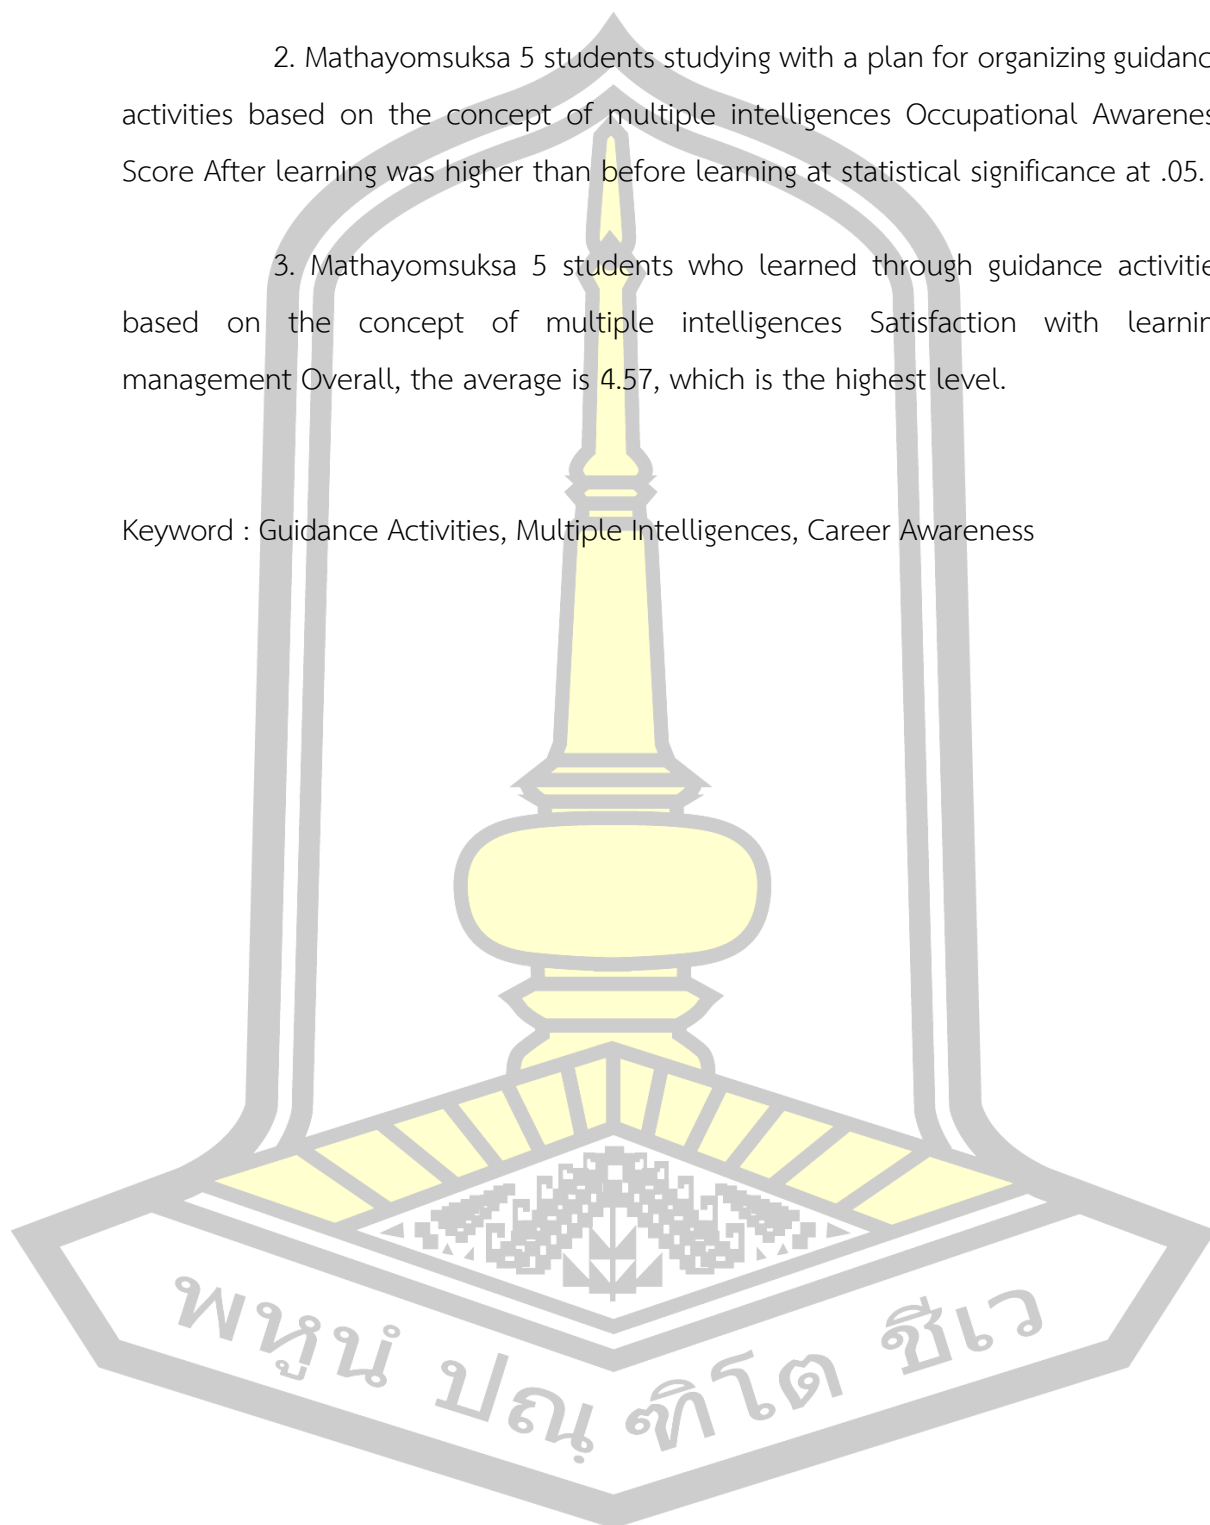 2. Mathayomsuksa 5 students studying with a plan for organizing guidanc
activities based on the concept of multiple intelligences Occupational Awarenes
Score After learning was higher than before learning at statistical significance at .05.
3. Mathayomsuksa 5 students who learned through guidance activitie
based on the concept of multiple intelligences Satisfaction with learnin
management Overall, the average is 4.57, which is the highest level.
Keyword : Guidance Activities, Multiple Intelligences, Career Awareness
พหูนํ ปณฺฑิโต ชีเว